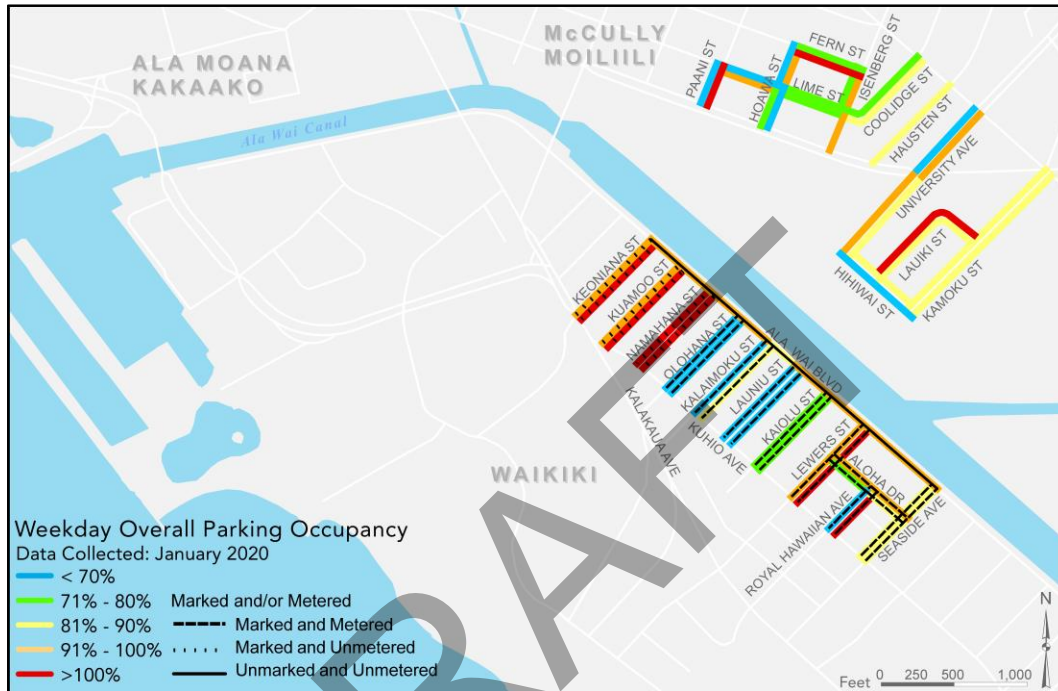 ALA MOANA
KAKAAKO
McCULLY
MOILIILI
Ala Wai Canal
PAANI ST
HOAWA ST
FERN ST
LIME ST
ISENBERG ST
COOLIDGE ST
HAUSTEN ST
UNIVERSITY AVE
LAUIKI ST
HIHIWAI ST
KAMOKU ST
KEONIANA ST
KUAMOO ST
NAMAHANA ST
OLOHANA ST
KALAIMOKU ST
LAUNIU ST
KAIOLU ST
ALA WAI BLVD
KALAKAUA AVE
KUHIO AVE
LEWERS ST
ALOHA DR
ROYAL HAWAIIAN AVE
SEASIDE AVE
WAIKIKI
DRAFT
Weekday Overall Parking Occupancy
Data Collected: January 2020
< 70%
71% - 80% Marked and/or Metered
81% - 90% Marked and Metered
91% - 100% Marked and Unmetered
>100% Unmarked and Unmetered
N
Feet 0 250 500 1,000